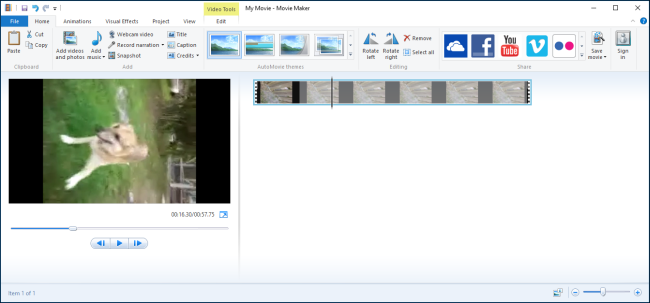 Video Tools
My Movie - Movie Maker
File
Home
Animations
Visual Effects
Project
View
Edit
Paste
Cut
Copy
Clipboard
Add videos
and photos
Add
music
Webcam video
Record narration
Snapshot
Title
Caption
Credits
Add
AutoMovie themes
Rotate
left
Rotate
right
Remove
Select all
Editing
You
Tube
Share
Save
movie
Sign
in
00:16.30/00:57.75
Item 1 of 1